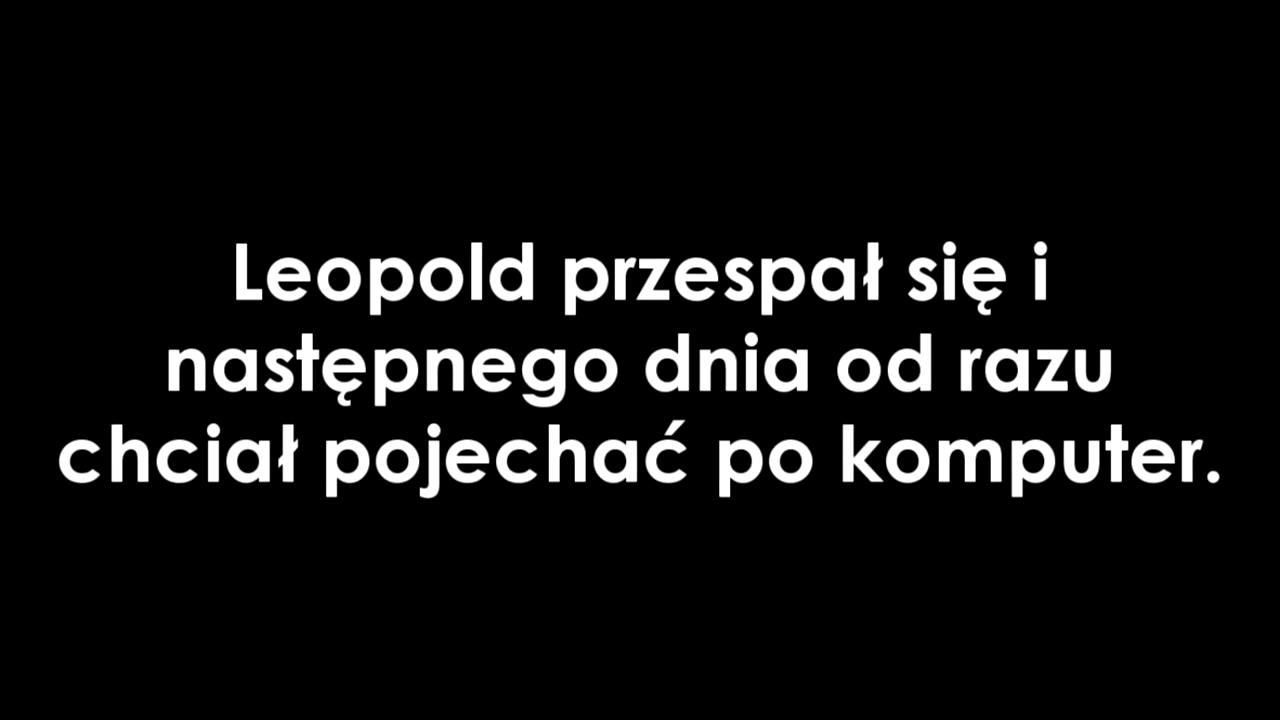 Leopold przespał się i
następnego dnia od razu
chciał pojechać po komputer.